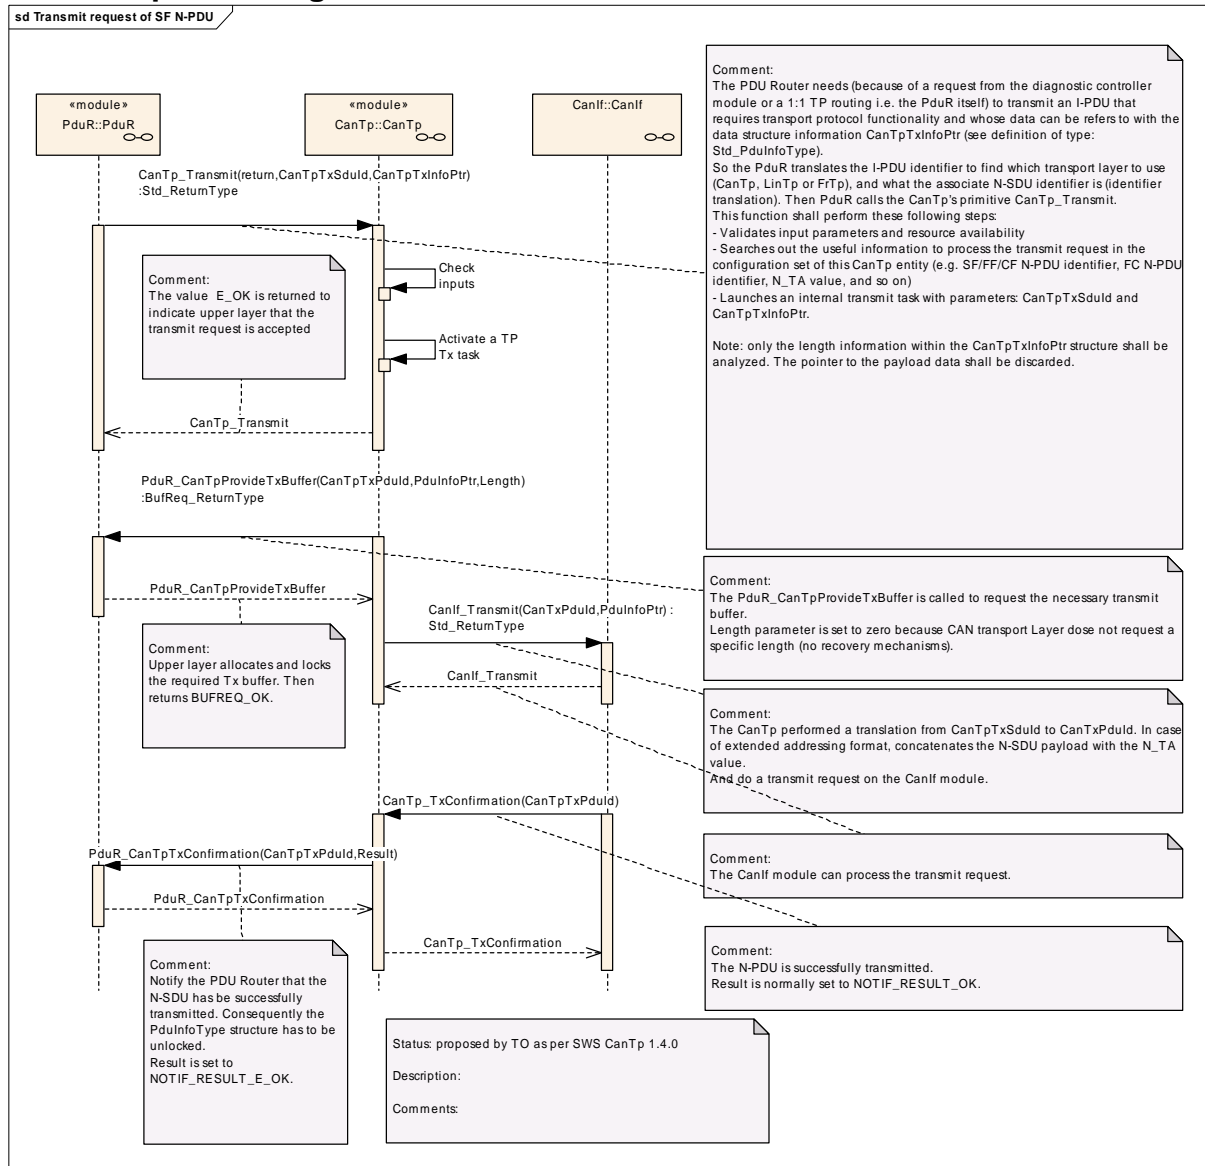 sd Transmit request of SF N-PDU
«module»
PduR::PduR
«module»
CanTp::CanTp
CanIf::CanIf
Comment:
The PDU Router needs (because of a request from the diagnostic controller
module or a 1:1 TP routing i.e. the PduR itself) to transmit an I-PDU that
requires transport protocol functionality and whose data can be refers to with the
data structure information CanTpTxInfoPtr (see definition of type:
Std_PduInfoType).
So the PduR translates the I-PDU identifier to find which transport layer to use
(CanTp, LinTp or FrTp), and what the associate N-SDU identifier is (identifier
translation). Then PduR calls the CanTp's primitive CanTp_Transmit.
This function shall perform these following steps:
- Validates input parameters and resource availability
- Searches out the useful information to process the transmit request in the
configuration set of this CanTp entity (e.g. SF/FF/CF N-PDU identifier, FC N-PDU
identifier, N_TA value, and so on)
- Launches an internal transmit task with parameters: CanTpTxSduId and
CanTpTxInfoPtr.
Note: only the length information within the CanTpTxInfoPtr structure shall be
analyzed. The pointer to the payload data shall be discarded.
CanTp_Transmit(return,CanTpTxSduId,CanTpTxInfoPtr)
:Std_ReturnType
Comment:
The value  E_OK is returned to
indicate upper layer that the
transmit request is accepted
Check
inputs
Activate a TP
Tx task
CanTp_Transmit
PduR_CanTpProvideTxBuffer(CanTpTxPduId,PduInfoPtr,Length)
:BufReq_ReturnType
PduR_CanTpProvideTxBuffer
Comment:
The PduR_CanTpProvideTxBuffer is called to request the necessary transmit
buffer.
Length parameter is set to zero because CAN transport Layer dose not request a
specific length (no recovery mechanisms).
CanIf_Transmit(CanTxPduId,PduInfoPtr) :
Std_ReturnType
Comment:
Upper layer allocates and locks
the required Tx buffer. Then
returns BUFREQ_OK.
CanIf_Transmit
Comment:
The CanTp performed a translation from CanTpTxSduId to CanTxPduId. In case
of extended addressing format, concatenates the N-SDU payload with the N_TA
value.
And do a transmit request on the CanIf module.
CanTp_TxConfirmation(CanTpTxPduId)
Comment:
The CanIf module can process the transmit request.
PduR_CanTpTxConfirmation(CanTpTxPduId,Result)
PduR_CanTpTxConfirmation
CanTp_TxConfirmation
Comment:
The N-PDU is successfully transmitted.
Result is normally set to NOTIF_RESULT_OK.
Comment:
Notify the PDU Router that the
N-SDU has be successfully
transmitted. Consequently the
PduInfoType structure has to be
unlocked.
Result is set to
NOTIF_RESULT_E_OK.
Status: proposed by TO as per SWS CanTp 1.4.0
Description:
Comments: